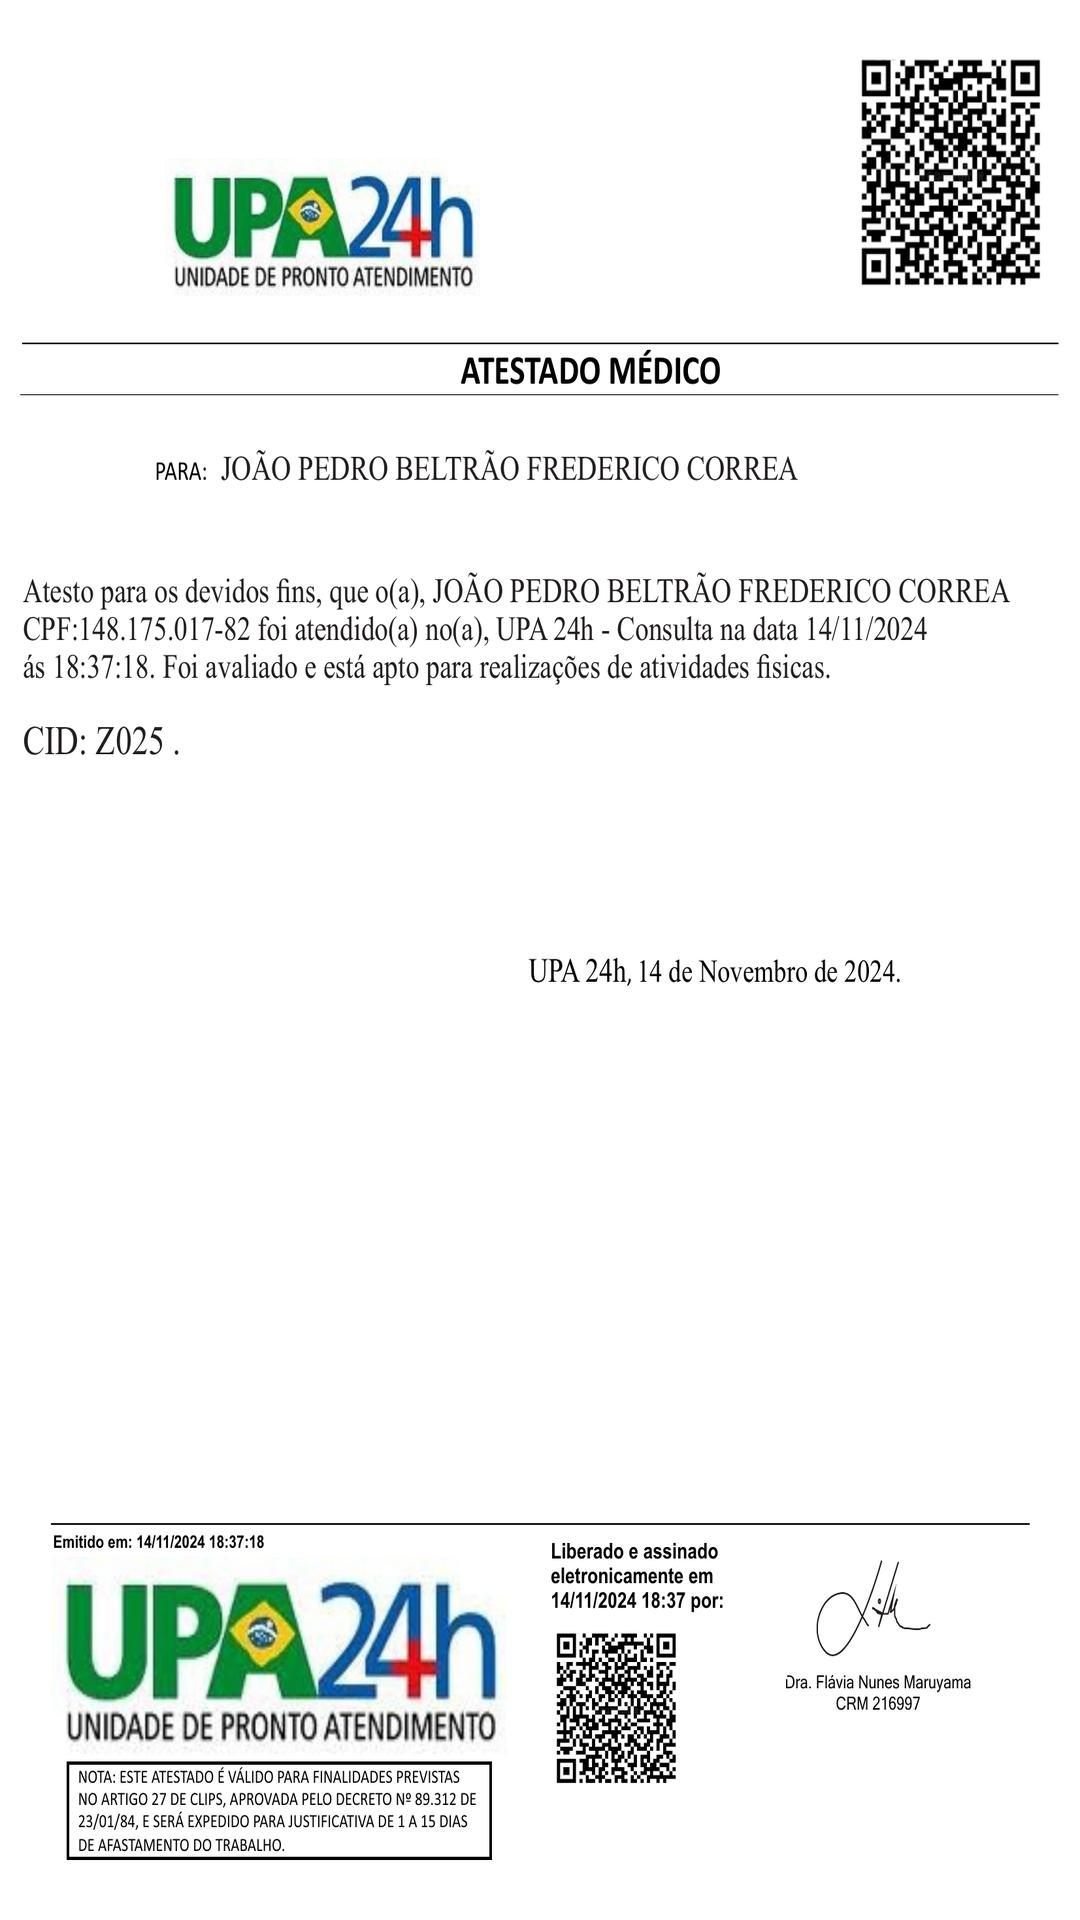 UPA24h
UNIDADE DE PRONTO ATENDIMENTO
ATESTADO MÉDICO
PARA: JOÃO PEDRO BELTRÃO FREDERICO CORREA
Atesto para os devidos fins, que o(a), JOÃO PEDRO BELTRÃO FREDERICO CORREA
CPF:148.175.017-82 foi atendido(a) no(a), UPA 24h - Consulta na data 14/11/2024
ás 18:37:18. Foi avaliado e está apto para realizações de atividades fisicas.
CID: Z025 .
UPA 24h, 14 de Novembro de 2024.
Emitido em: 14/11/2024 18:37:18
UPA24h
UNIDADE DE PRONTO ATENDIMENTO
NOTA: ESTE ATESTADO É VÁLIDO PARA FINALIDADES PREVISTAS
NO ARTIGO 27 DE CLIPS, APROVADA PELO DECRETO Nº 89.312 DE
23/01/84, E SERÁ EXPEDIDO PARA JUSTIFICATIVA DE 1 A 15 DIAS
DE AFASTAMENTO DO TRABALHO.
Liberado e assinado
eletronicamente em
14/11/2024 18:37 por:
Dra. Flávia Nunes Maruyama
CRM 216997